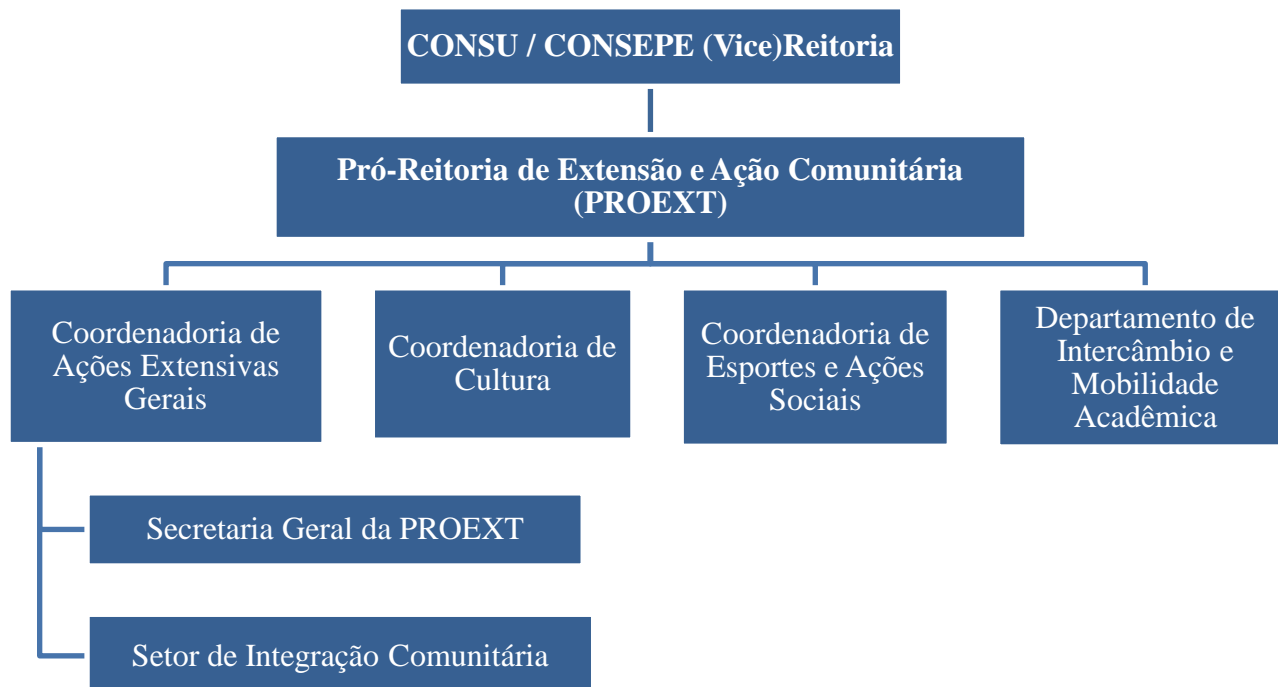 CONSU / CONSEPE (Vice)Reitoria
Pró-Reitoria de Extensão e Ação Comunitária
(PROEXT)
Coordenadoria de
Ações Extensivas
Gerais
Coordenadoria de
Cultura
Coordenadoria de
Esportes e Ações
Sociais
Departamento de
Intercâmbio e
Mobilidade
Acadêmica
Secretaria Geral da PROEXT
Setor de Integração Comunitária